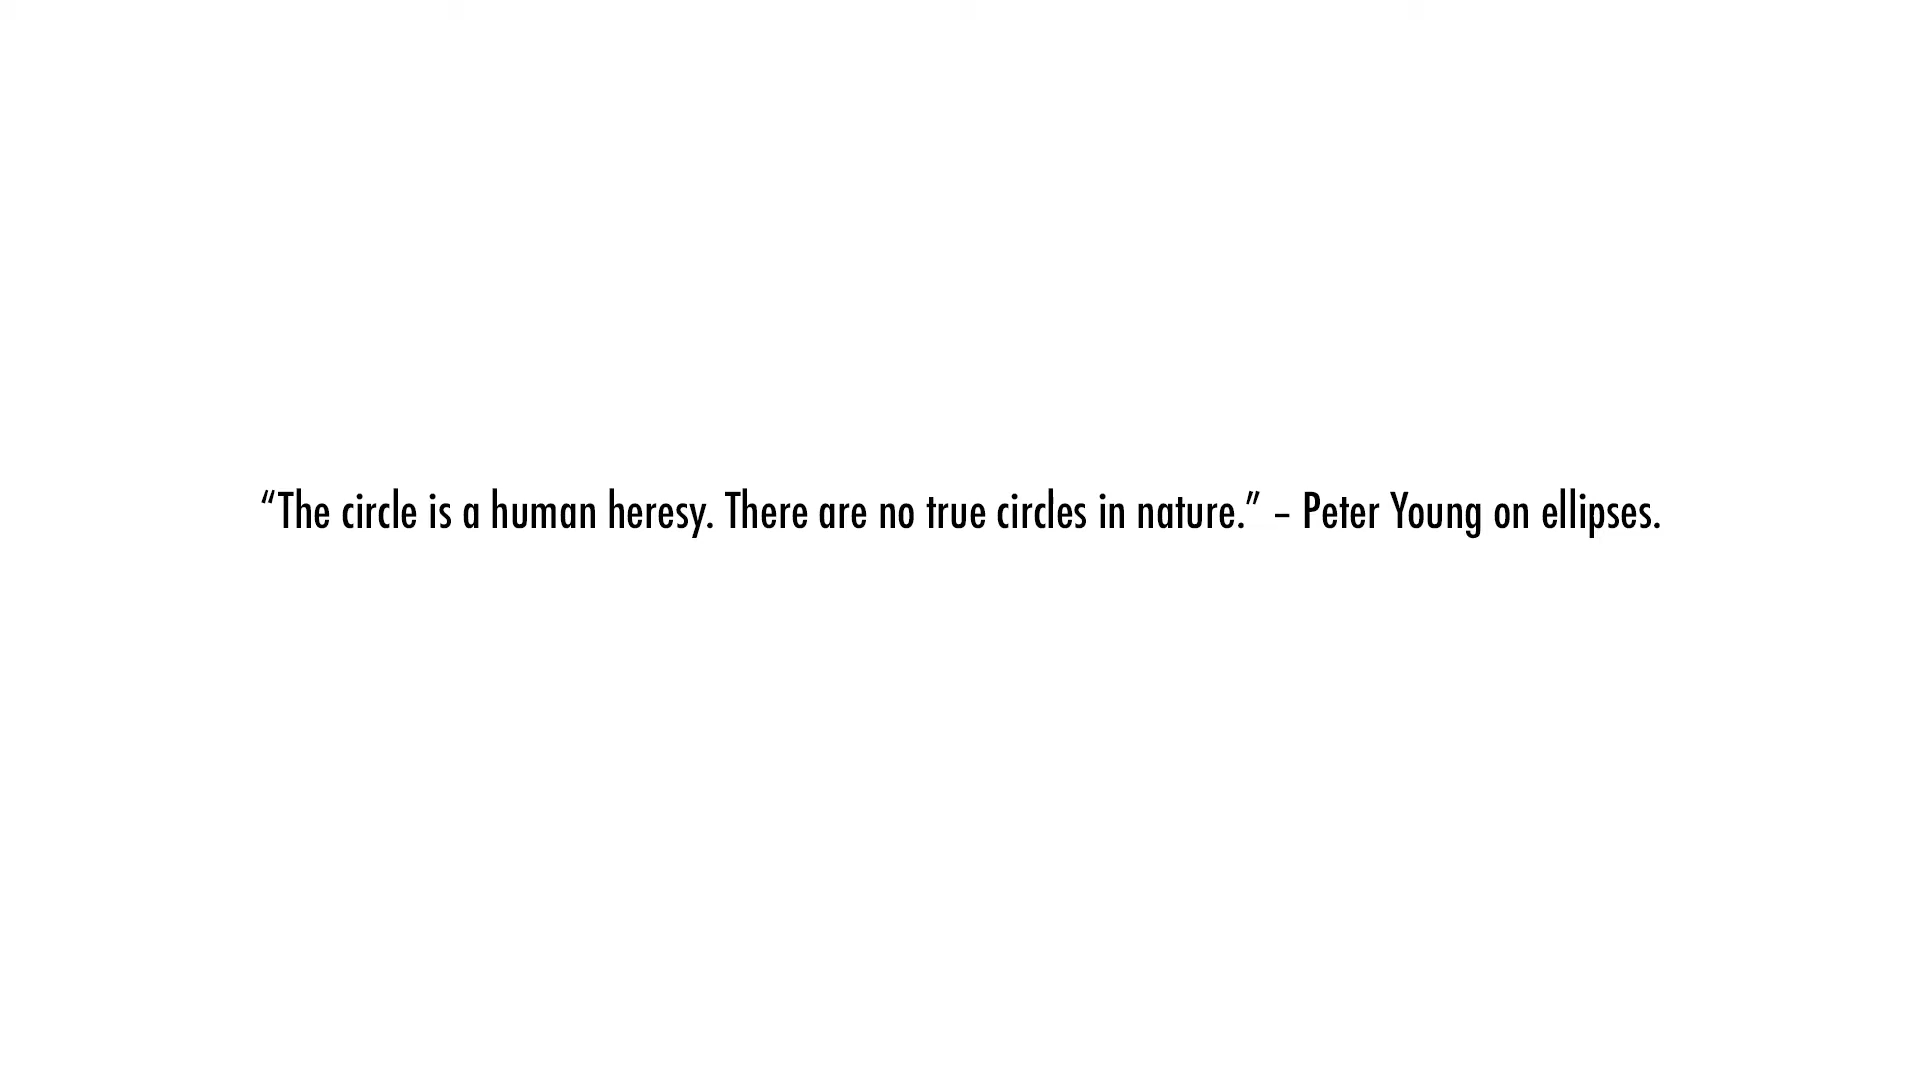 “The circle is a human heresy. There are no true circles in nature.” – Peter Young on ellipses.